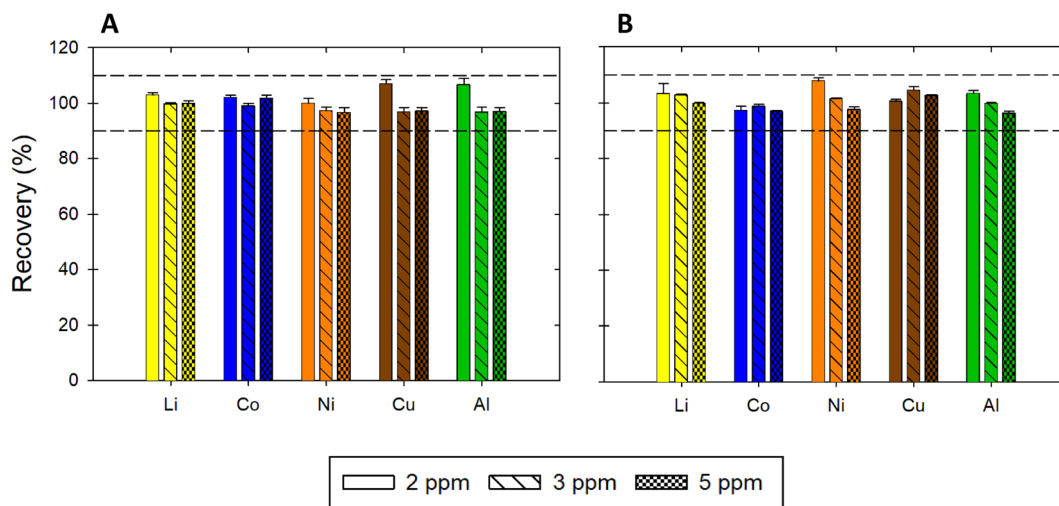 A
B
Recovery (%)
120
100
80
60
40
20
0
Li Co Ni Cu Al
Li Co Ni Cu Al
2 ppm 3 ppm 5 ppm